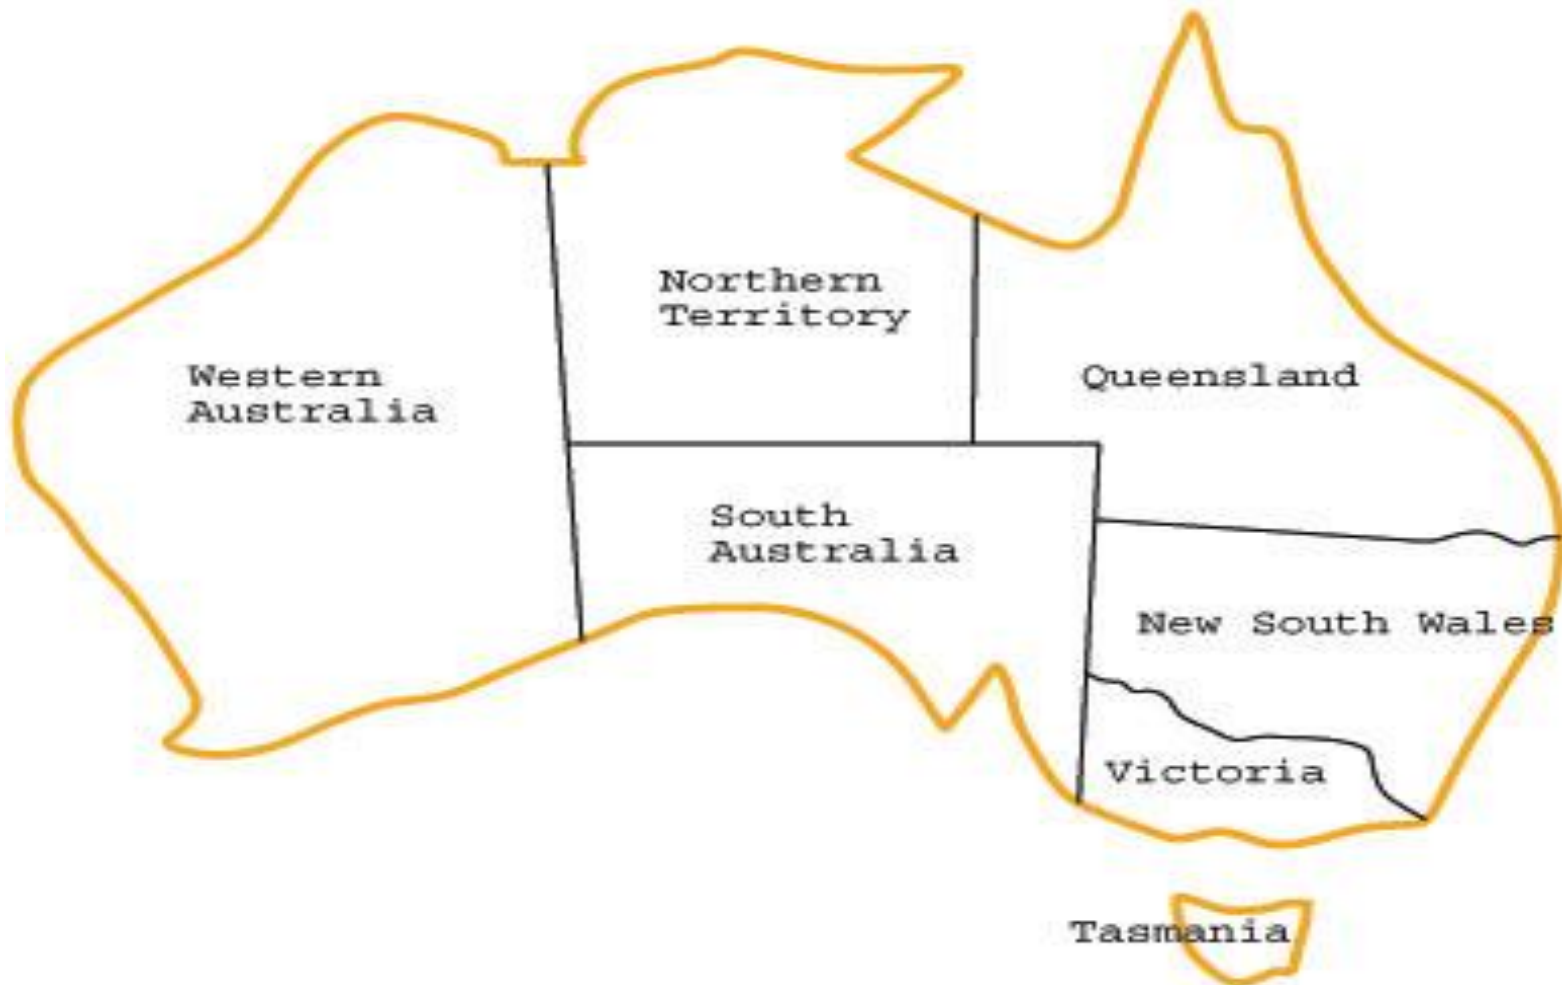 Northern
Territory
Western
Australia
Queensland
South
Australia
New South Wales
Victoria
Tasmania